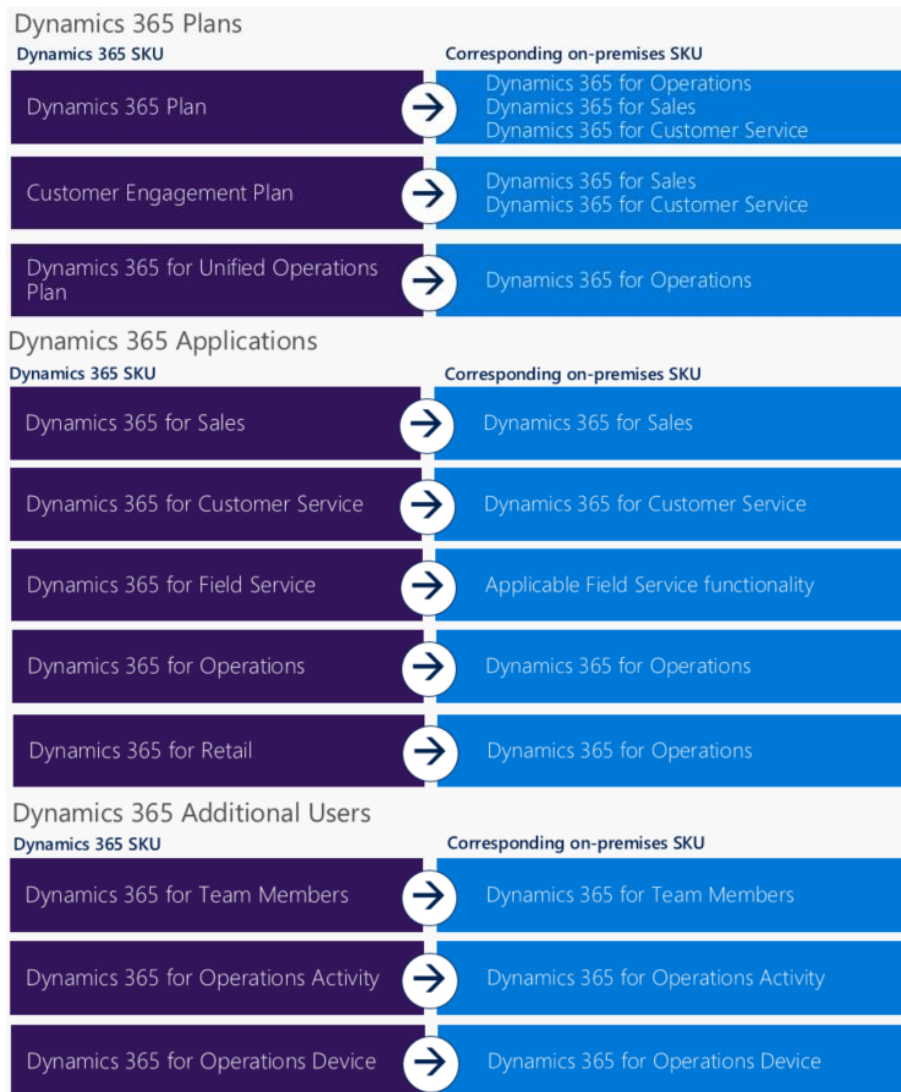 Dynamics 365 Plans
Dynamics 365 SKU
Corresponding on-premises SKU
Dynamics 365 Plan
Dynamics 365 for Operations
Dynamics 365 for Sales
Dynamics 365 for Customer Service
Customer Engagement Plan
Dynamics 365 for Sales
Dynamics 365 for Customer Service
Dynamics 365 for Unified Operations
Plan
Dynamics 365 for Operations
Dynamics 365 Applications
Dynamics 365 SKU
Corresponding on-premises SKU
Dynamics 365 for Sales
Dynamics 365 for Sales
Dynamics 365 for Customer Service
Dynamics 365 for Customer Service
Dynamics 365 for Field Service
Applicable Field Service functionality
Dynamics 365 for Operations
Dynamics 365 for Operations
Dynamics 365 for Retail
Dynamics 365 for Operations
Dynamics 365 Additional Users
Dynamics 365 SKU
Corresponding on-premises SKU
Dynamics 365 for Team Members
Dynamics 365 for Team Members
Dynamics 365 for Operations Activity
Dynamics 365 for Operations Activity
Dynamics 365 for Operations Device
Dynamics 365 for Operations Device